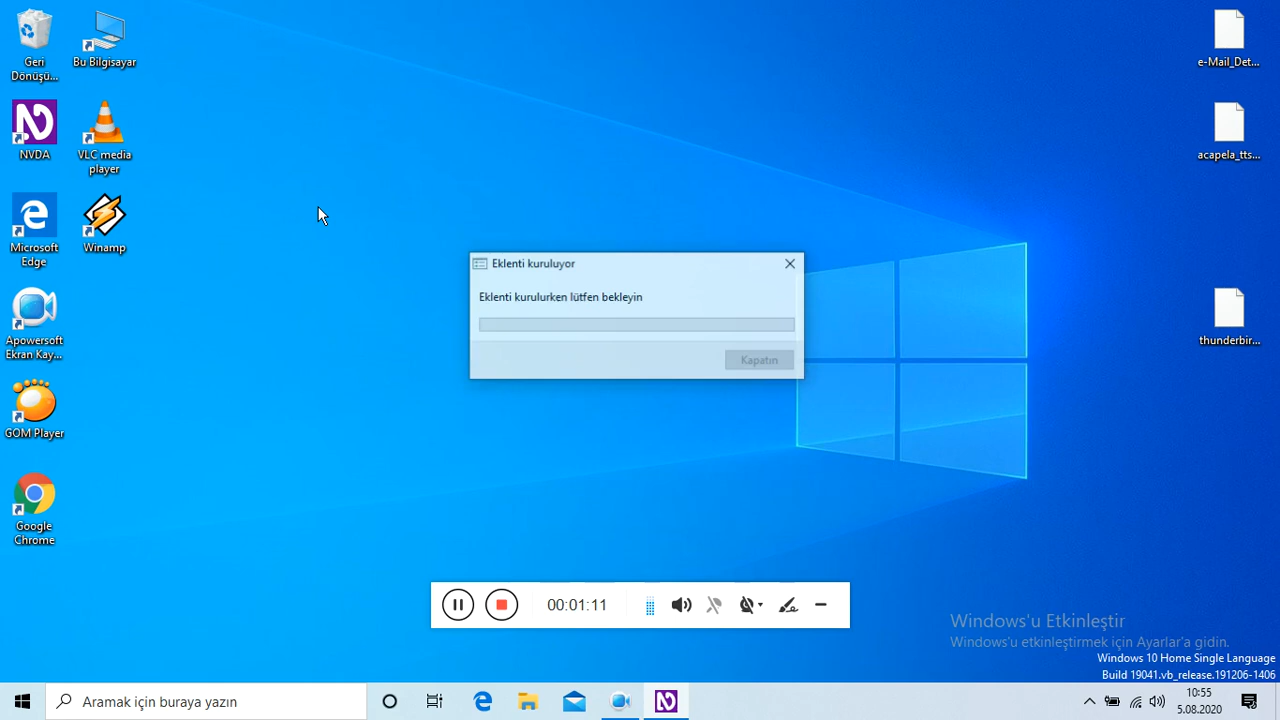 Geri
Dönüşü...
Bu Bilgisayar
NVDA
VLC media
player
Microsoft
Edge
Winamp
Apowersoft
Ekran Kay...
GOM Player
Google
Chrome
e-Mail_Det...
acapela_tts...
thunderbir...
Eklenti kuruluyor
Eklenti kurulurken lütfen bekleyin
Kapatın
00:01:11
Windows'u Etkinleştir
Windows'u etkinleştirmek için Ayarlar'a gidin.
Windows 10 Home Single Language
Build 19041.vb_release.191206-1406
Aramak için buraya yazın
10:55
5.08.2020